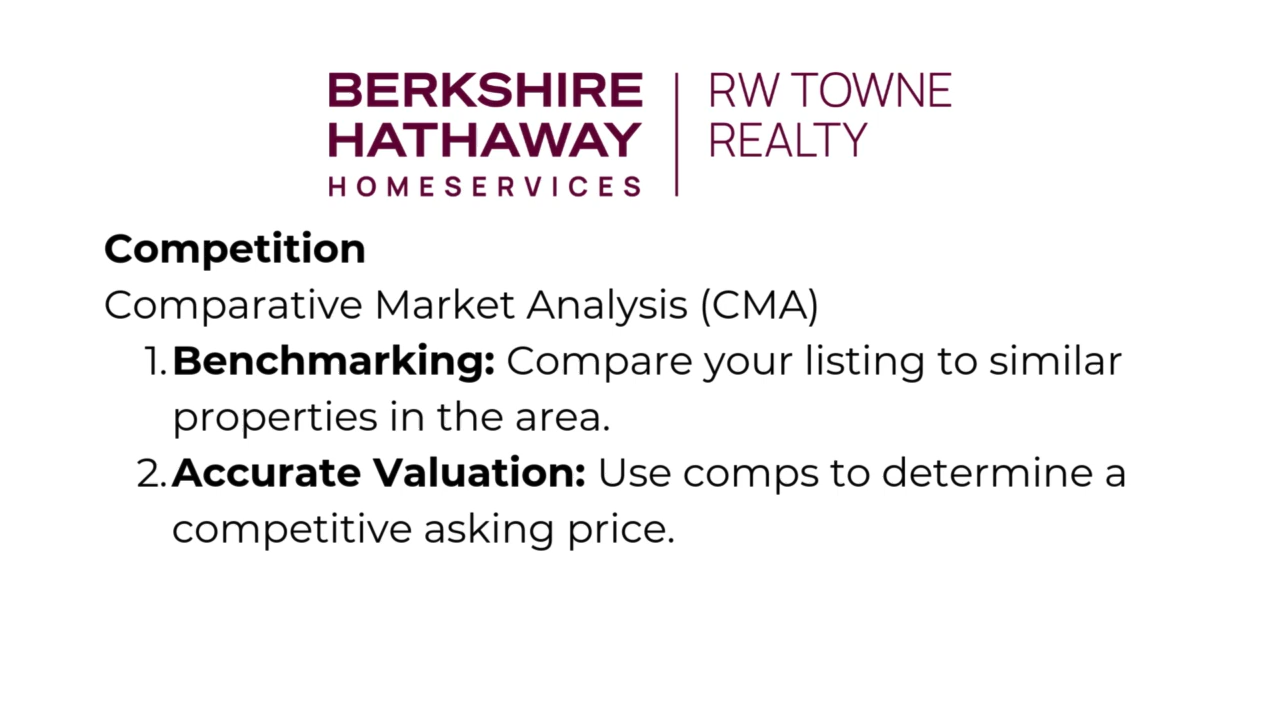 BERKSHIRE
HATHAWAY
HOMESERVICES
RW TOWNE
REALTY
Competition
Comparative Market Analysis (CMA)
1. Benchmarking: Compare your listing to similar
properties in the area.
2. Accurate Valuation: Use comps to determine a
competitive asking price.